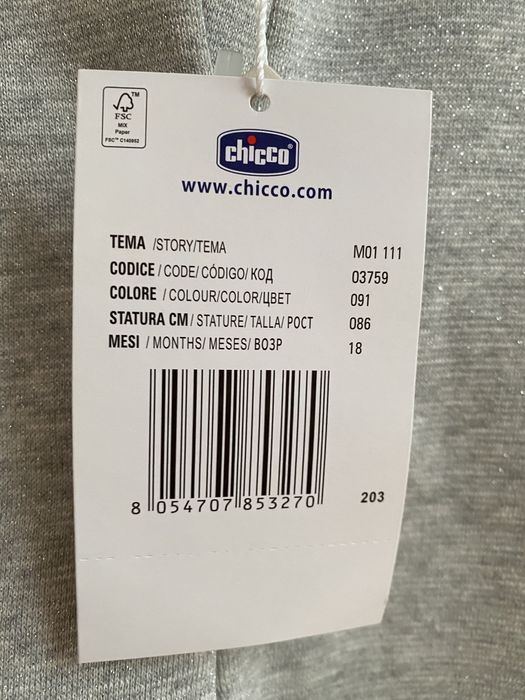 TM
FSC
MIX
Paper
FSC™ C140952
chicco®
www.chicco.com
TEMA /STORY/TEMA M01 111
CODICE / CODE/ CÓDIGO/ КОД 03759
COLORE / COLOUR/COLOR/ЦВЕТ 091
STATURA CM / STATURE/ TALLA/ РОСТ 086
MESI / MONTHS/ MESES/ ВОЗР 18
8 054707 853270
203